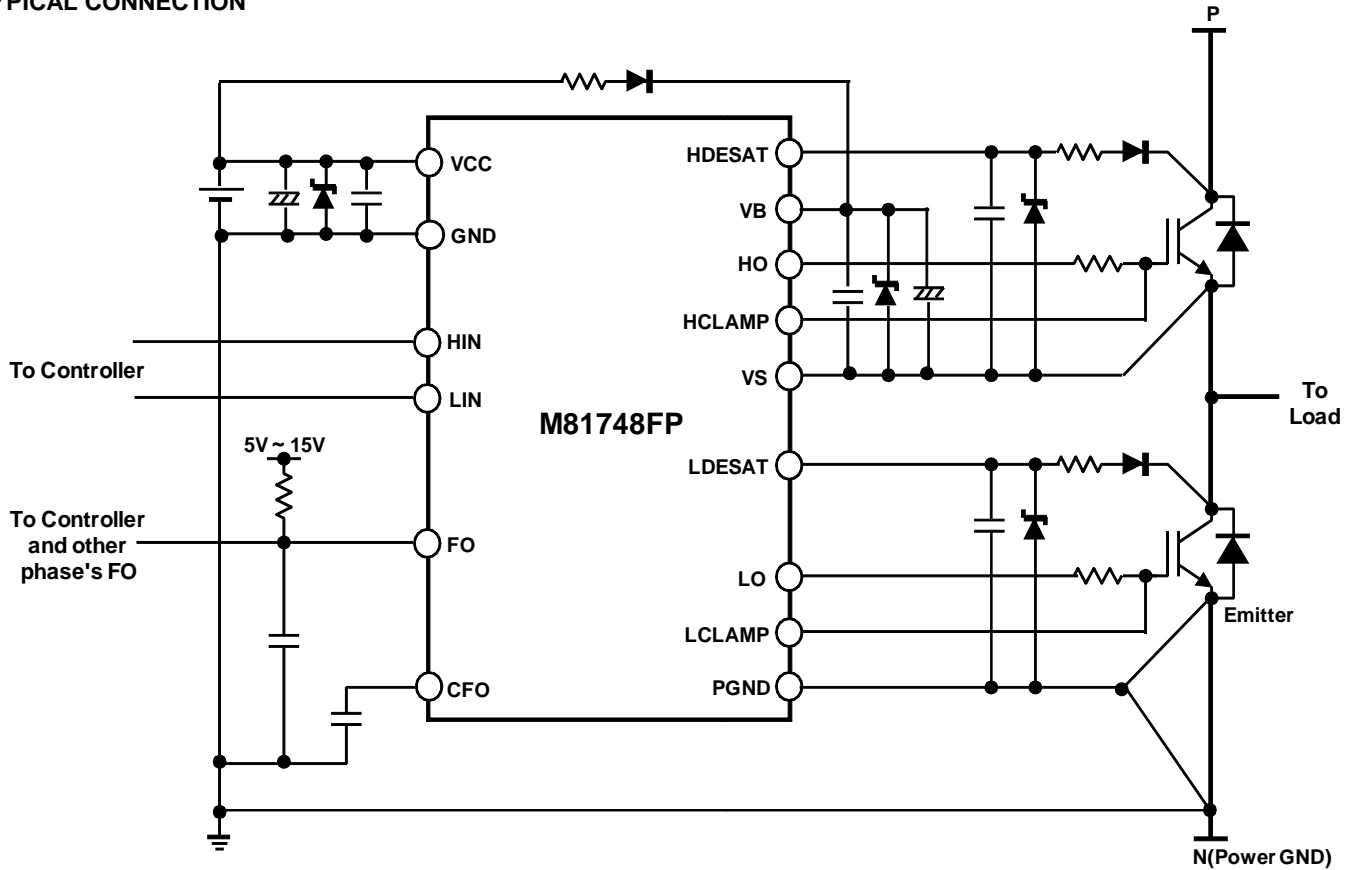 YPICAL CONNECTION
P
VCC
HDESAT
VB
GND
HO
HCLAMP
HIN
To Controller
VS
LIN
To
Load
M81748FP
5V ~ 15V
LDESAT
To Controller
and other
phase's FO
FO
LO
Emitter
LCLAMP
CFO
PGND
N(Power GND)